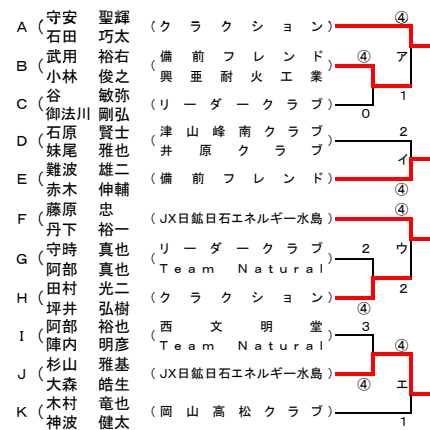 A 守安 聖輝 (クラクション) ④
石田 巧太
ア
B 武用 裕右 (備前フレンド) ④
小林 俊之 (興亜耐火工業)
1
C 谷 敏弥 (リーダークラブ)
御法川 剛弘 0
D 石原 賢士 (津山峰南クラブ) 2
妹尾 雅也 (井原クラブ)
イ
E 難波 雄二 (備前フレンド)
赤木 伸輔 ④
F 藤原 忠 (JX日鉱日石エネルギー水島) ④
丹下 裕一
G 守時 真也 (リーダークラブ) 2 ウ
阿部 真也 (Team Natural)
H 田村 光二 (クラクション) 2
坪井 弘樹 ④
I 阿部 裕也 (西文明堂) 3
陣内 明彦 (Team Natural) ④
J 杉山 雅基 (JX日鉱日石エネルギー水島)
大森 皓生 ④ エ
K 木村 竜也 (岡山高松クラブ)
神波 健太 1